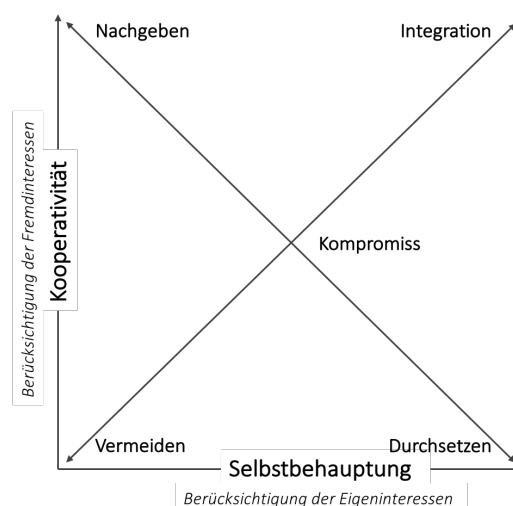 Nachgeben
Integration
Berücksichtigung der Fremdinteressen
Kooperativität
Kompromiss
Vermeiden
Durchsetzen
Selbstbehauptung
Berücksichtigung der Eigeninteressen